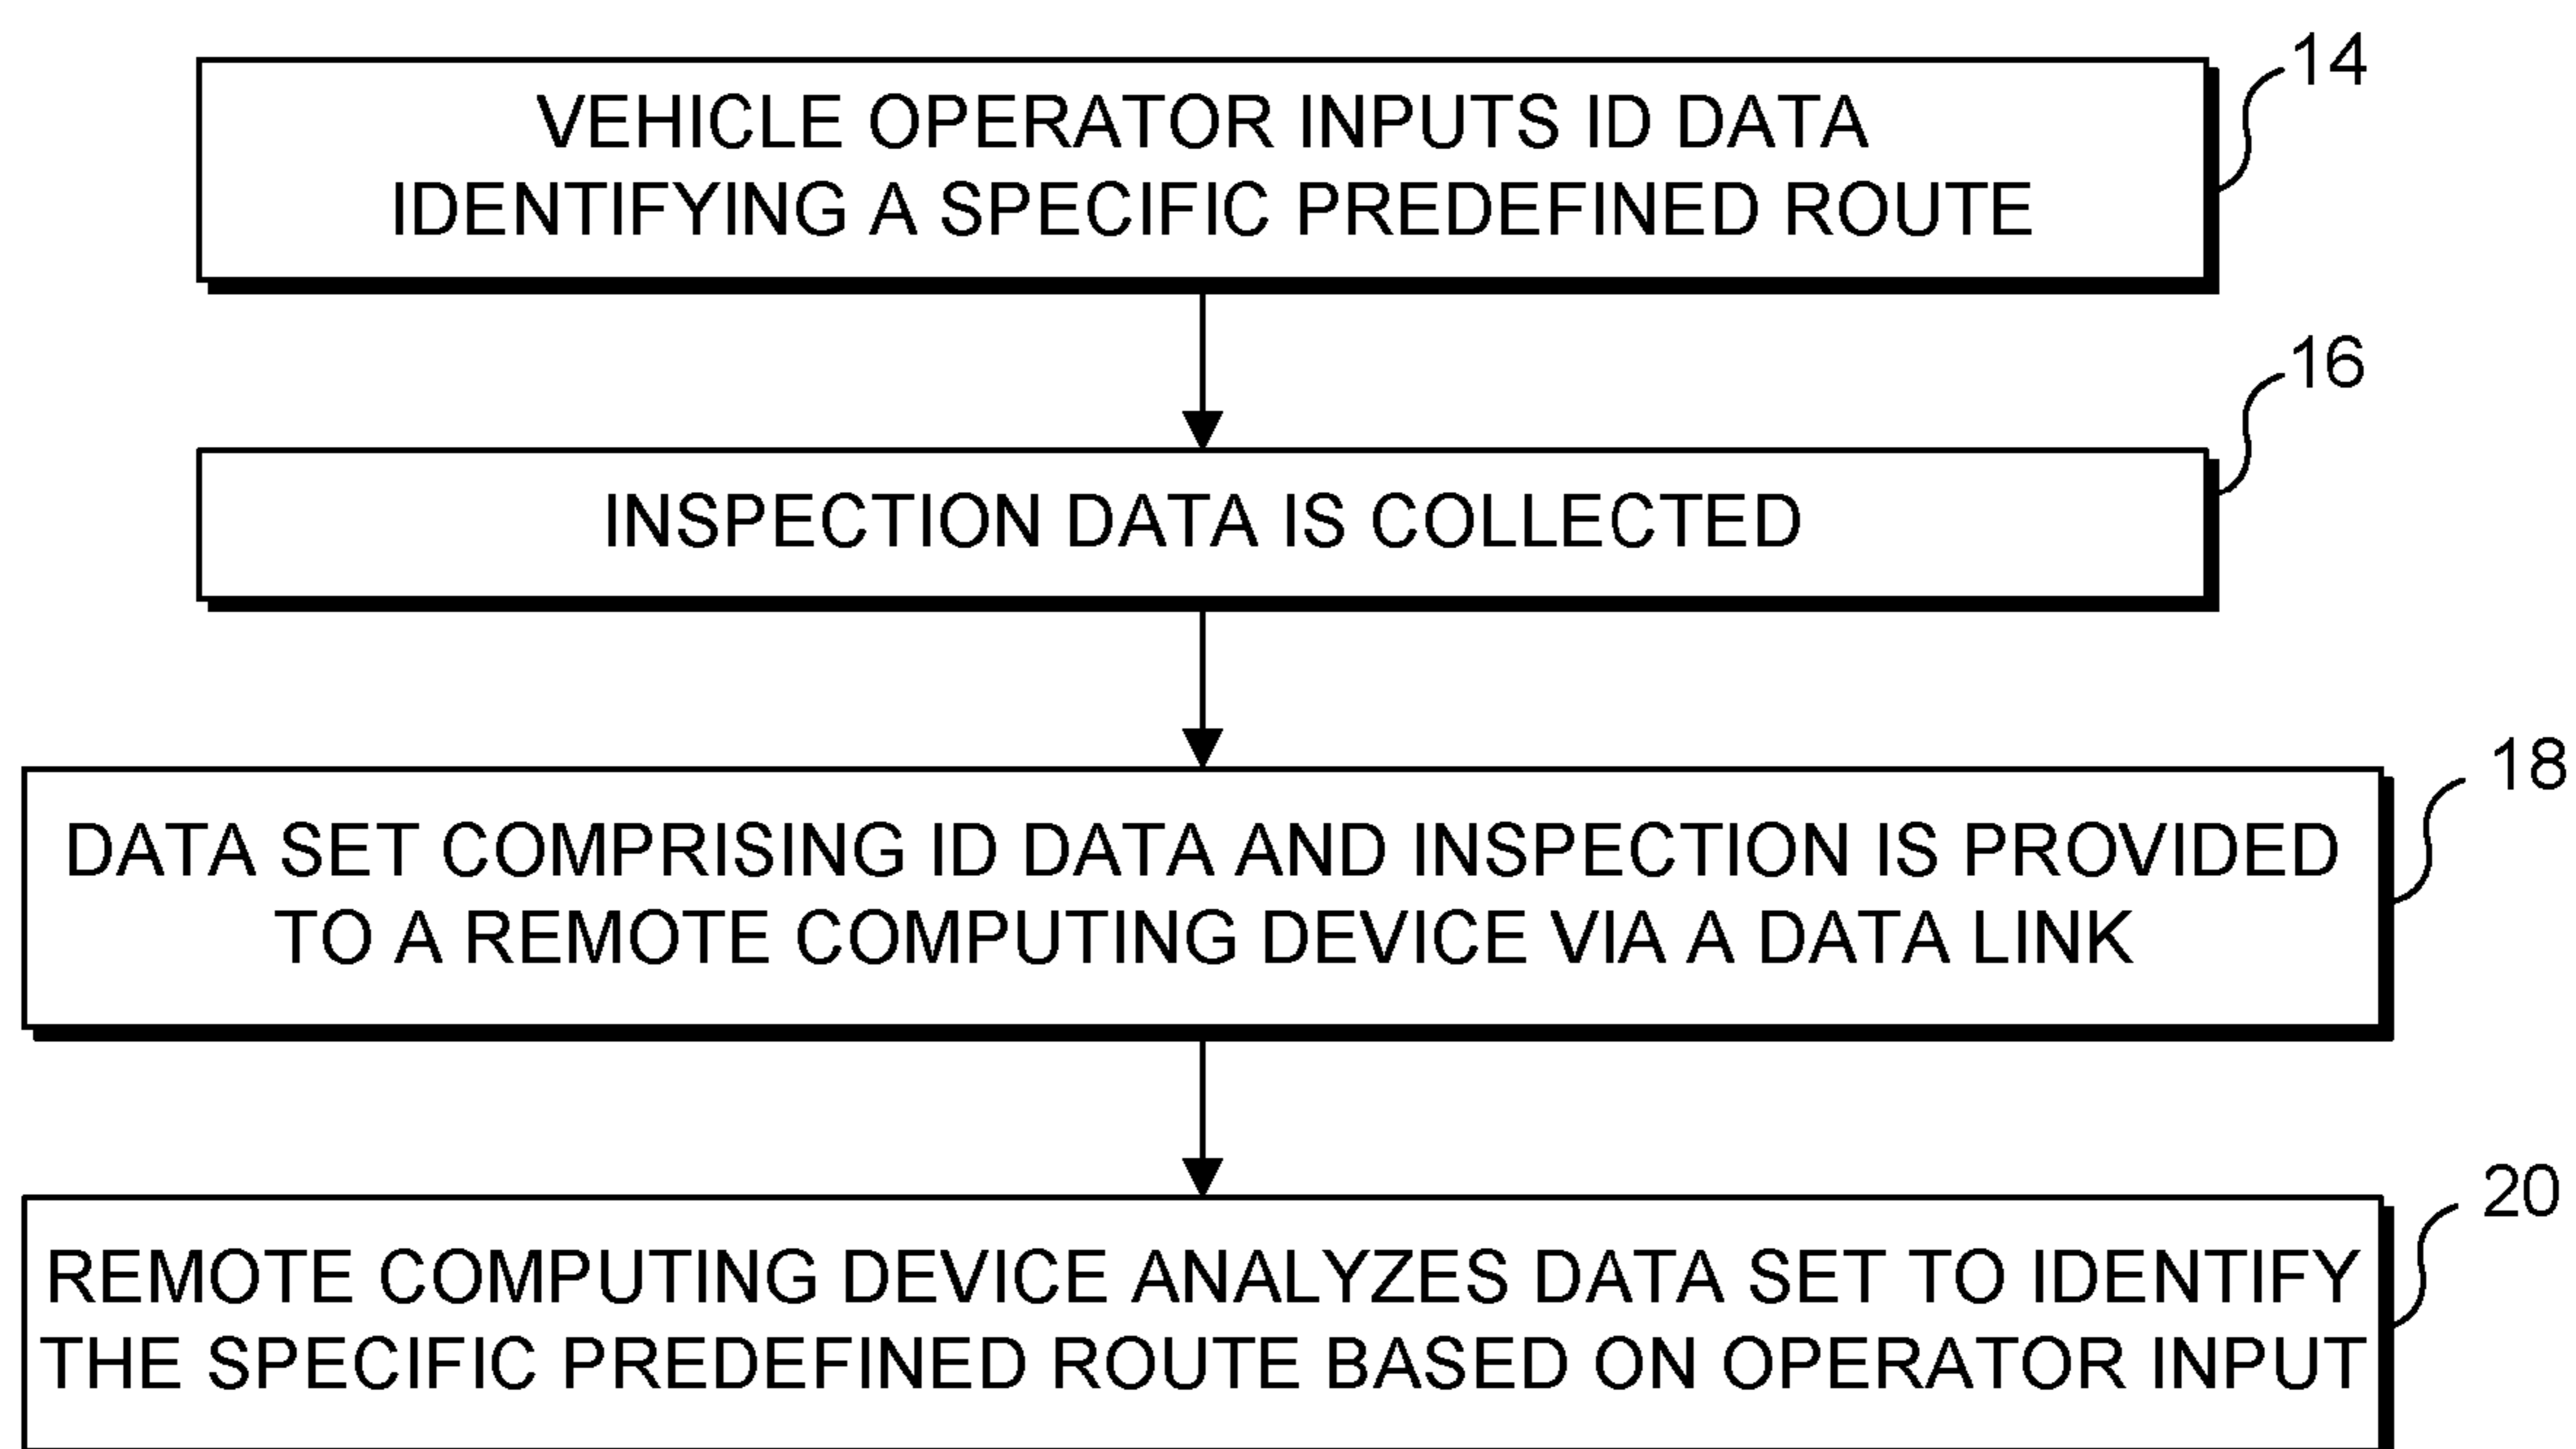 14
VEHICLE OPERATOR INPUTS ID DATA
IDENTIFYING A SPECIFIC PREDEFINED ROUTE
16
INSPECTION DATA IS COLLECTED
18
DATA SET COMPRISING ID DATA AND INSPECTION IS PROVIDED
TO A REMOTE COMPUTING DEVICE VIA A DATA LINK
20
REMOTE COMPUTING DEVICE ANALYZES DATA SET TO IDENTIFY
THE SPECIFIC PREDEFINED ROUTE BASED ON OPERATOR INPUT